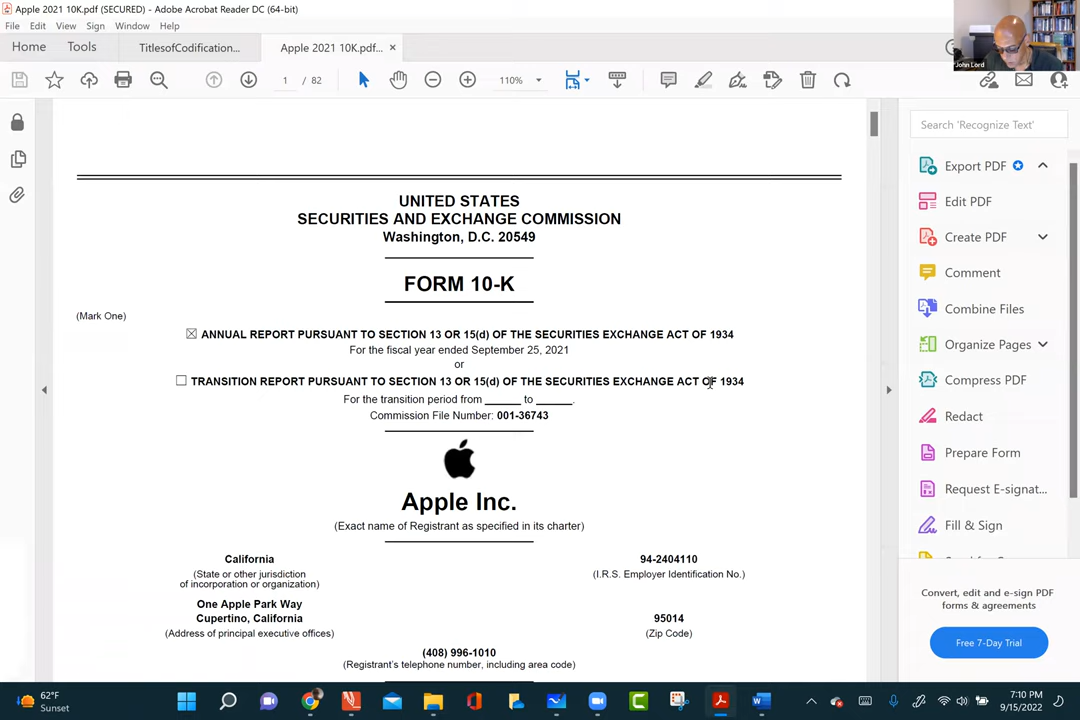 Apple 2021 10K.pdf (SECURED) - Adobe Acrobat Reader DC (64-bit)
File Edit View Sign Window Help
Home Tools TitlesofCodification... Apple 2021 10K.pdf... ×
1 / 82 110%
John Lord
Search 'Recognize Text'
Export PDF
Edit PDF
Create PDF
Comment
Combine Files
Organize Pages
Compress PDF
Redact
Prepare Form
Request E-signat...
Fill & Sign
Convert, edit and e-sign PDF
forms & agreements
Free 7-Day Trial
UNITED STATES
SECURITIES AND EXCHANGE COMMISSION
Washington, D.C. 20549
FORM 10-K
(Mark One)
☒ ANNUAL REPORT PURSUANT TO SECTION 13 OR 15(d) OF THE SECURITIES EXCHANGE ACT OF 1934
For the fiscal year ended September 25, 2021
or
☐ TRANSITION REPORT PURSUANT TO SECTION 13 OR 15(d) OF THE SECURITIES EXCHANGE ACT OF 1934
For the transition period from ______ to ______.
Commission File Number: 001-36743
Apple Inc.
(Exact name of Registrant as specified in its charter)
California 94-2404110
(State or other jurisdiction (I.R.S. Employer Identification No.)
of incorporation or organization)
One Apple Park Way
Cupertino, California 95014
(Address of principal executive offices) (Zip Code)
(408) 996-1010
(Registrant's telephone number, including area code)
62°F
Sunset
7:10 PM
9/15/2022